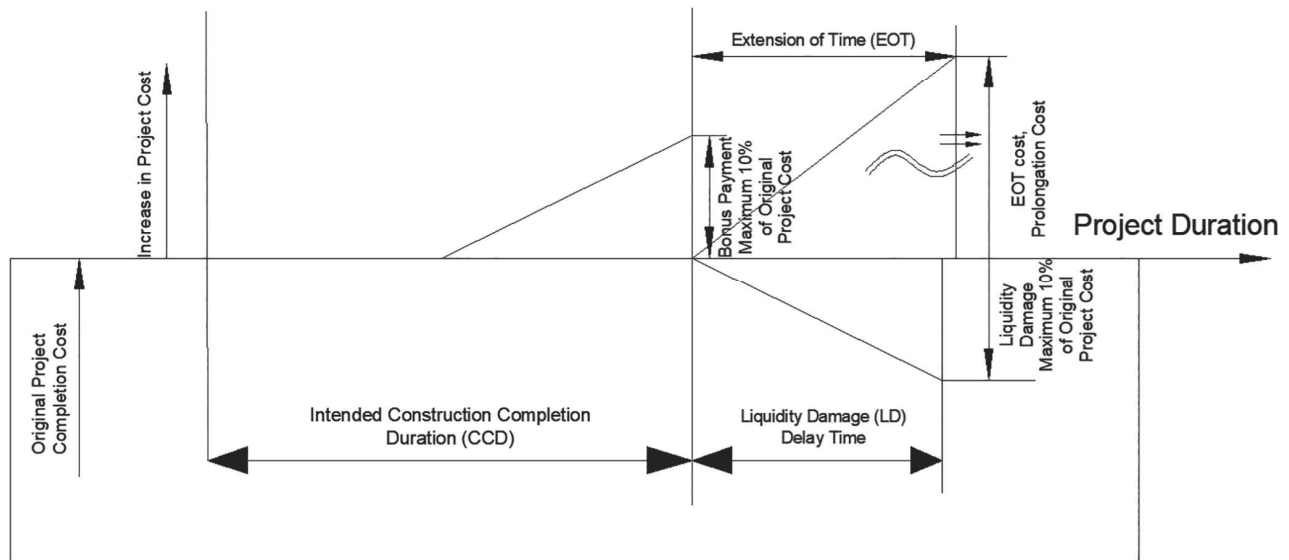 Extension of Time (EOT)
Increase in Project Cost
Bonus Payment
Maximum 10%
of Original
Project Cost
EOT cost,
Prolongation Cost
Project Duration
Original Project
Completion Cost
Liquidity
Damage
Maximum 10%
of Original
Project Cost
Intended Construction Completion
Duration (CCD)
Liquidity Damage (LD)
Delay Time